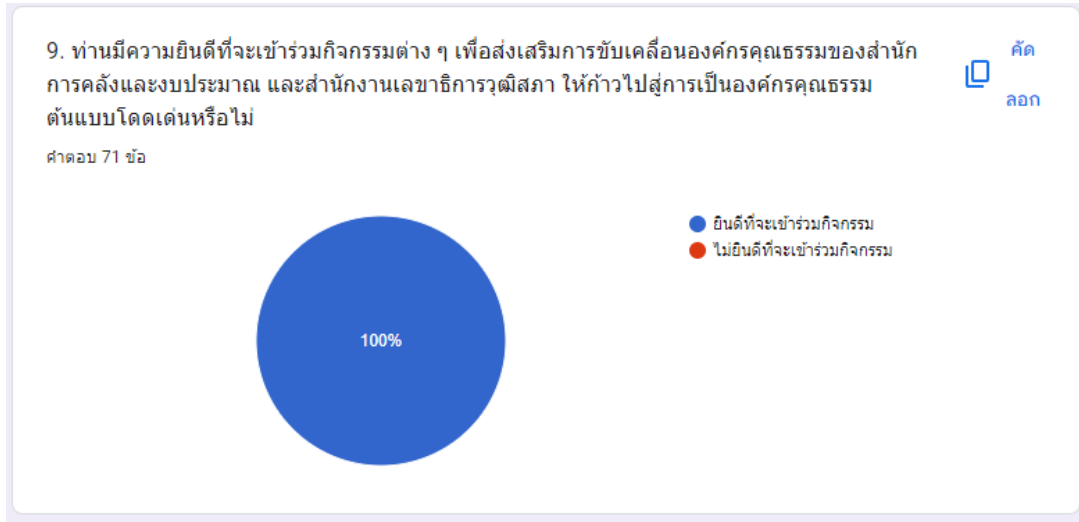 9. ท่านมีความยินดีที่จะเข้าร่วมกิจกรรมต่าง ๆ เพื่อส่งเสริมการขับเคลื่อนองค์กรคุณธรรมของสำนัก
การคลังและงบประมาณ และสำนักงานเลขาธิการวุฒิสภา ให้ก้าวไปสู่การเป็นองค์กรคุณธรรม
ต้นแบบโดดเด่นหรือไม่
คัด
ลอก
คำตอบ 71 ข้อ
ยินดีที่จะเข้าร่วมกิจกรรม
ไม่ยินดีที่จะเข้าร่วมกิจกรรม
100%